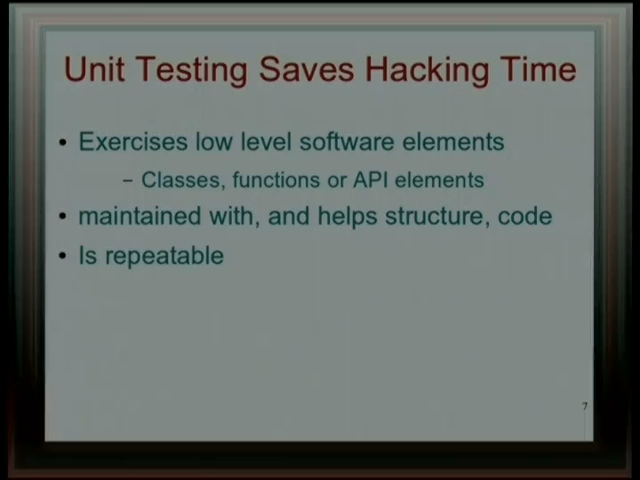 Unit Testing Saves Hacking Time
• Exercises low level software elements
– Classes, functions or API elements
• maintained with, and helps structure, code
• Is repeatable
7